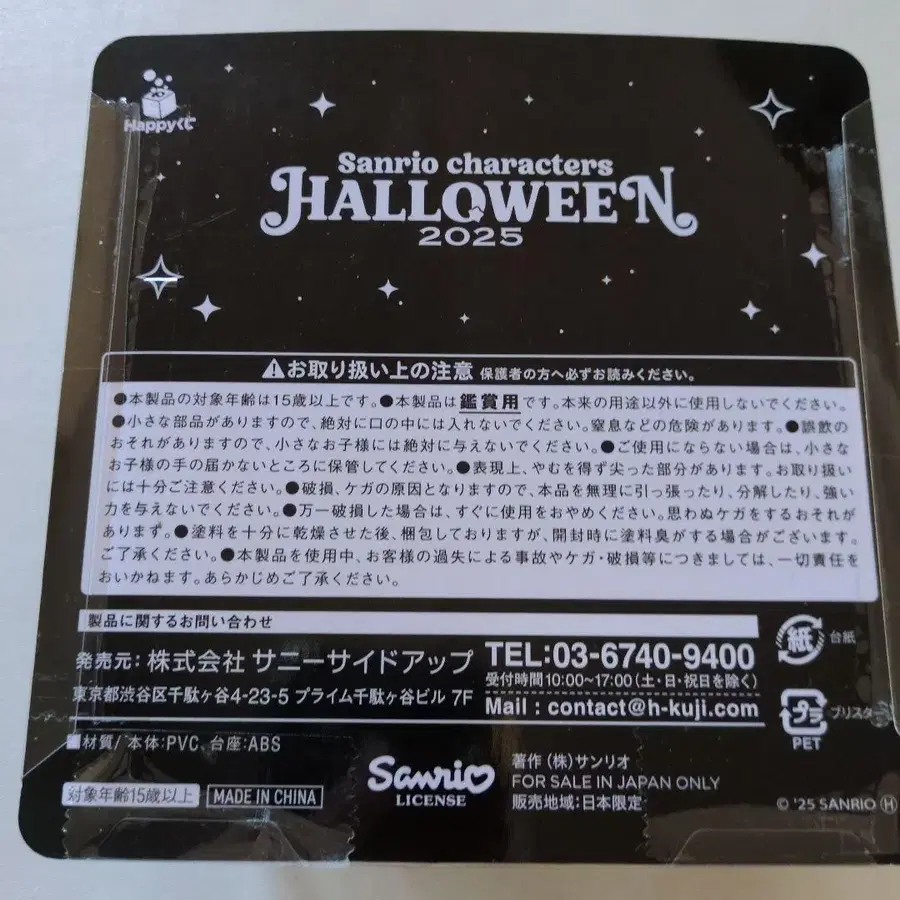 Happyくじ
Sanrio characters
HALLOWEEN
2025
⚠お取り扱い上の注意 保護者の方へ必ずお読みください。
●本製品の対象年齢は15歳以上です。●本製品は鑑賞用です。本来の用途以外に使用しないでください。
●小さな部品がありますので、絶対に口の中には入れないでください。窒息などの危険があります。●誤飲の
おそれがありますので、小さなお子様には絶対に与えないでください。●ご使用にならない場合は、小さな
お子様の手の届かないところに保管してください。●表現上、やむを得ず尖った部分があります。お取り扱い
には十分ご注意ください。●破損、ケガの原因となりますので、本品を無理に引っ張ったり、分解したり、強い
力を与えないでください。●万一破損した場合は、すぐに使用をおやめください。思わぬケガをするおそれが
あります。●塗料を十分に乾燥させた後、梱包しておりますが、開封時に塗料臭がする場合がございます。
ご了承ください。●本製品を使用中、お客様の過失による事故やケガ・破損等につきましては、一切責任を
おいかねます。あらかじめご了承ください。
製品に関するお問い合わせ
発売元:株式会社 サニーサイドアップ
東京都渋谷区千駄ヶ谷4-23-5 プライム千駄ヶ谷ビル 7F
TEL:03-6740-9400
受付時間10:00~17:00(土・日・祝日を除く)
Mail : contact@h-kuji.com
紙 台紙
プラ ブリスター
PET
■材質/本体:PVC、台座:ABS
対象年齢15歳以上 MADE IN CHINA
Sanrio
LICENSE
著作(株)サンリオ
FOR SALE IN JAPAN ONLY
販売地域:日本限定
© '25 SANRIO Ⓗ